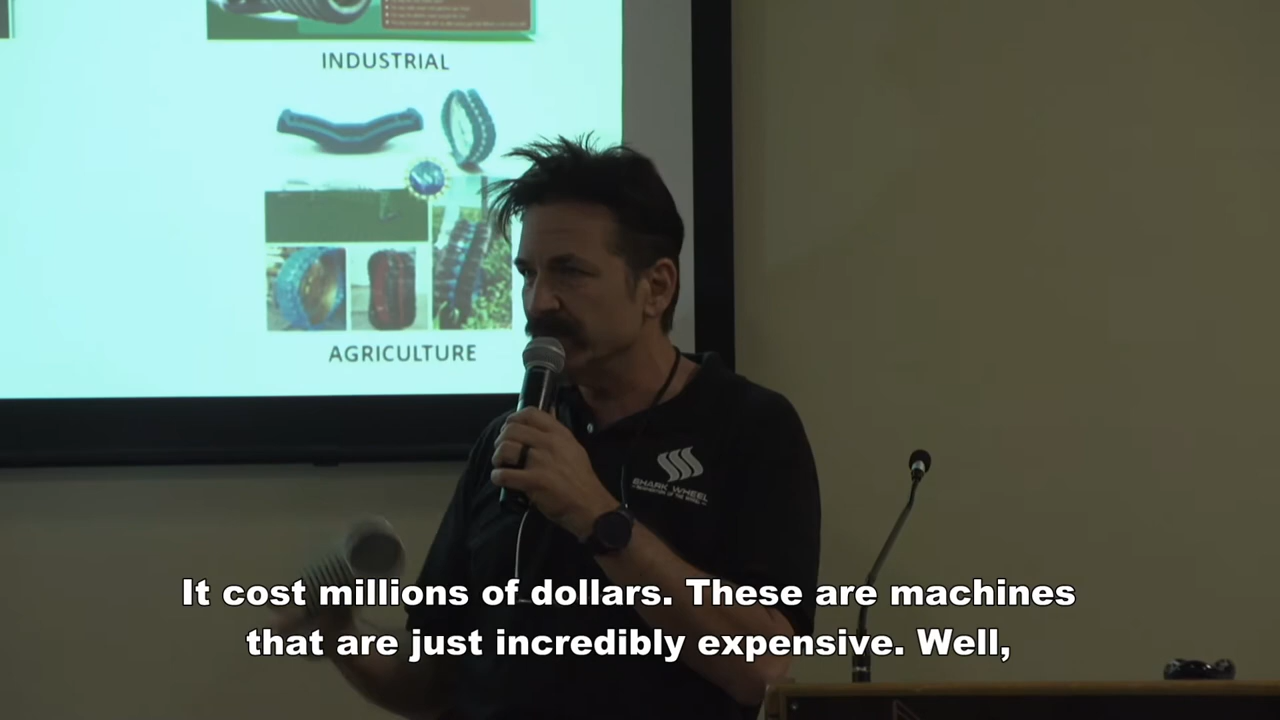 INDUSTRIAL
AGRICULTURE
SHARK WHEEL
It cost millions of dollars. These are machines
that are just incredibly expensive. Well,